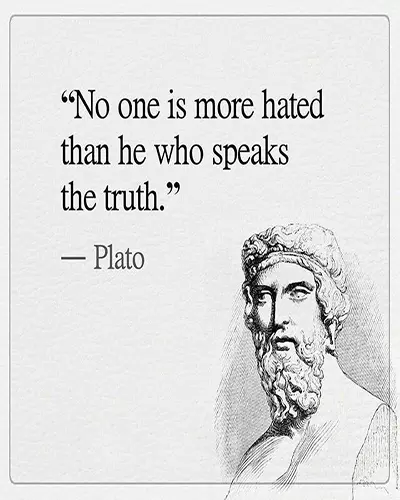 “No one is more hated
than he who speaks
the truth.”
— Plato